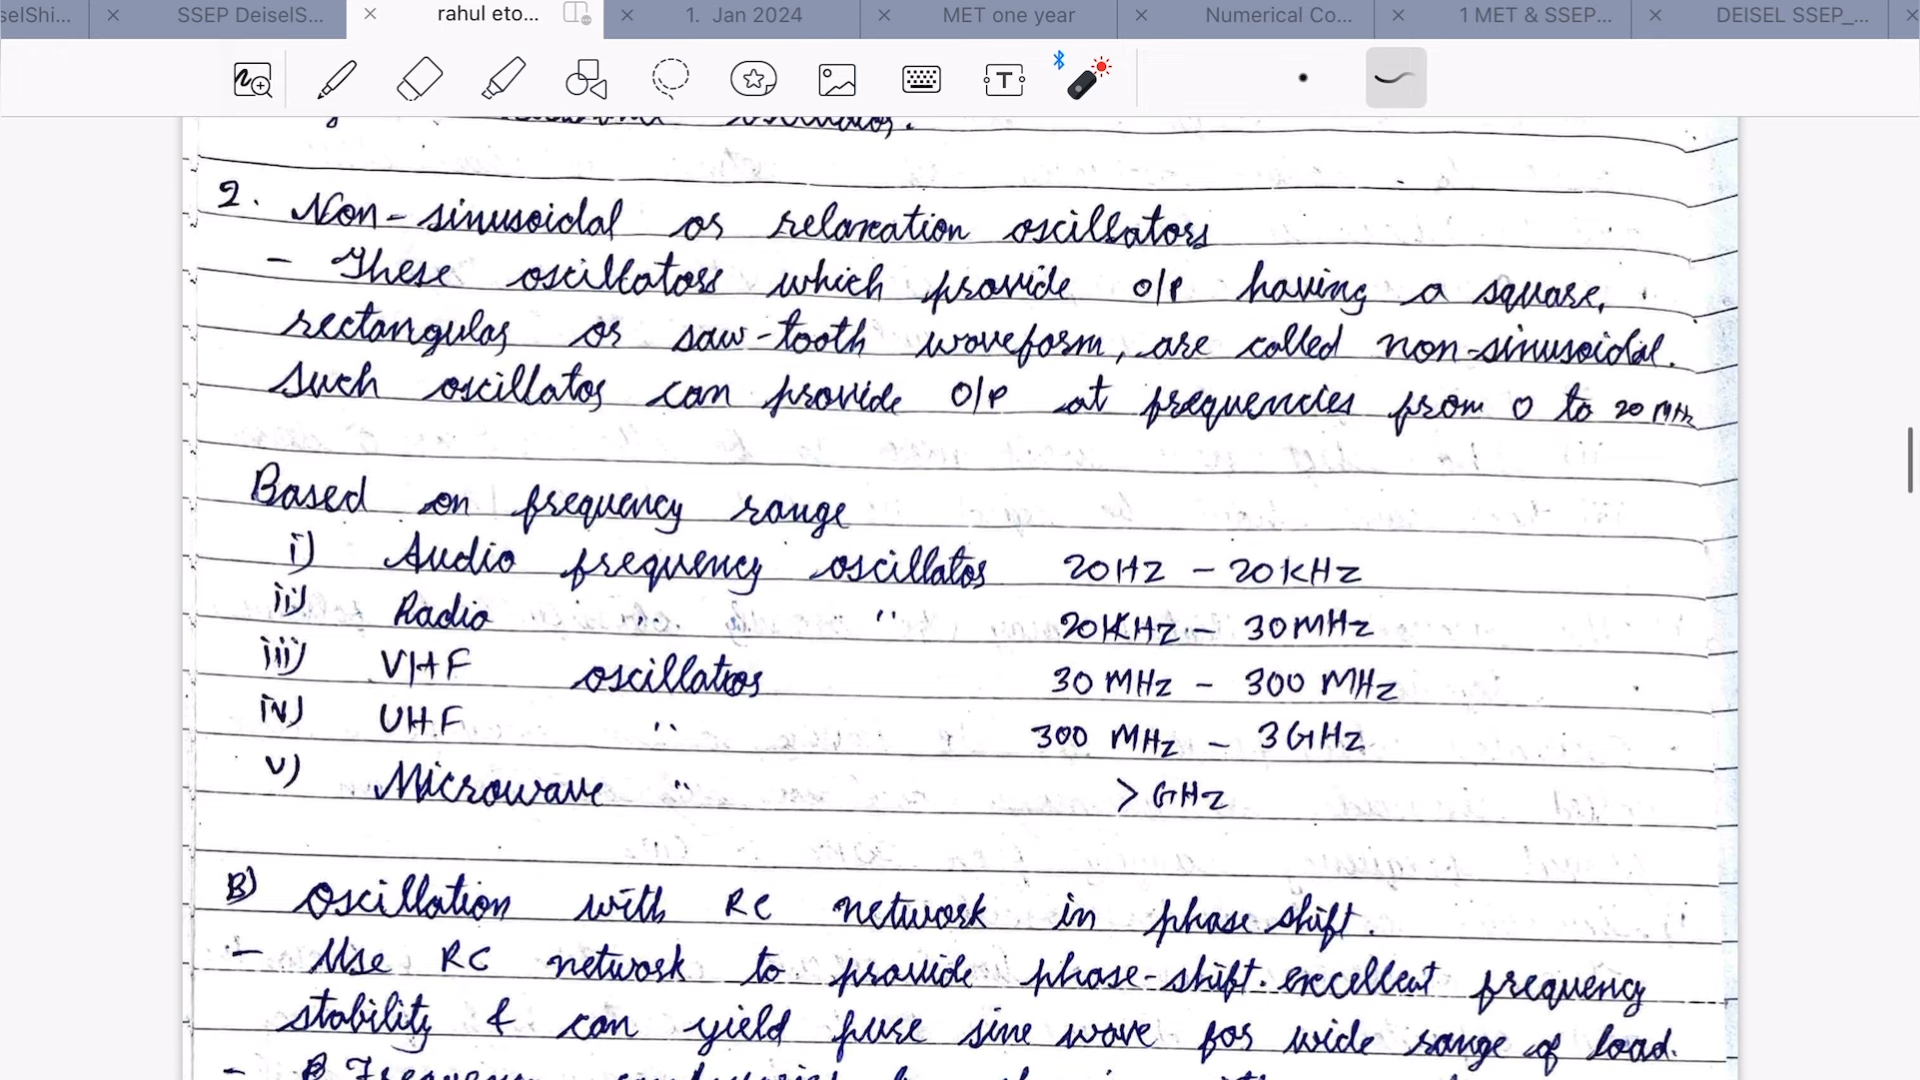 elShi... SSEP DeiselS... rahul eto... 1. Jan 2024 MET one year Numerical Co... 1 MET & SSEP... DEISEL SSEP_...
oscillator.
2. Non-sinusoidal or relaxation oscillators
- These oscillators which provide o/p having a square,
rectangular or saw-tooth waveform, are called non-sinusoidal.
Such oscillator can provide O/P at frequencies from 0 to 20 MHz
Based on frequency range
i) Audio frequency oscillator 20Hz - 20KHz
ii) Radio " " 20KHz - 30MHz
iii) VHF oscillator 30 MHz - 300 MHz
iv) UHF " 300 MHz - 3GHz
v) Microwave " > GHz
B) Oscillation with RC network in phase shift.
- Use RC network to provide phase-shift. excellent frequency
stability & can yield pure sine wave for wide range of load.